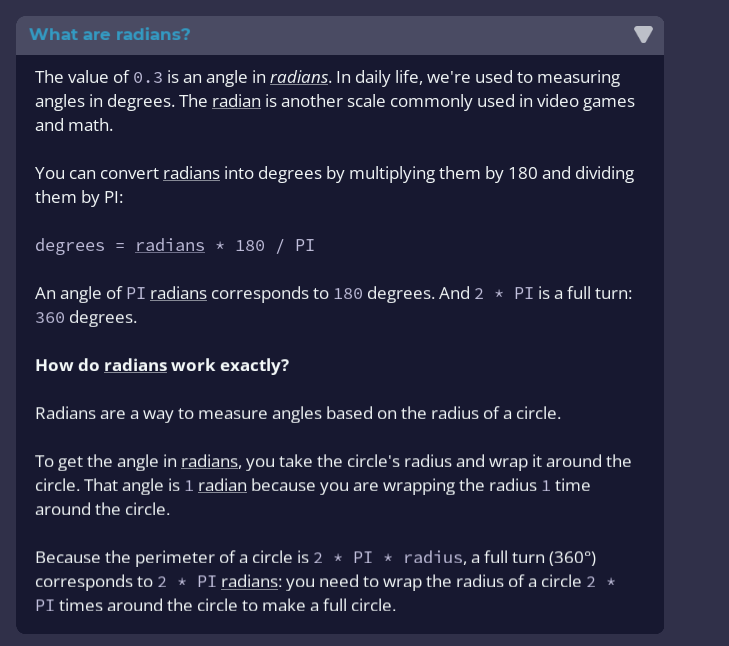 What are radians?
The value of 0.3 is an angle in radians. In daily life, we're used to measuring
angles in degrees. The radian is another scale commonly used in video games
and math.
You can convert radians into degrees by multiplying them by 180 and dividing
them by PI:
degrees = radians * 180 / PI
An angle of PI radians corresponds to 180 degrees. And 2 * PI is a full turn:
360 degrees.
How do radians work exactly?
Radians are a way to measure angles based on the radius of a circle.
To get the angle in radians, you take the circle's radius and wrap it around the
circle. That angle is 1 radian because you are wrapping the radius 1 time
around the circle.
Because the perimeter of a circle is 2 * PI * radius, a full turn (360°)
corresponds to 2 * PI radians: you need to wrap the radius of a circle 2 *
PI times around the circle to make a full circle.